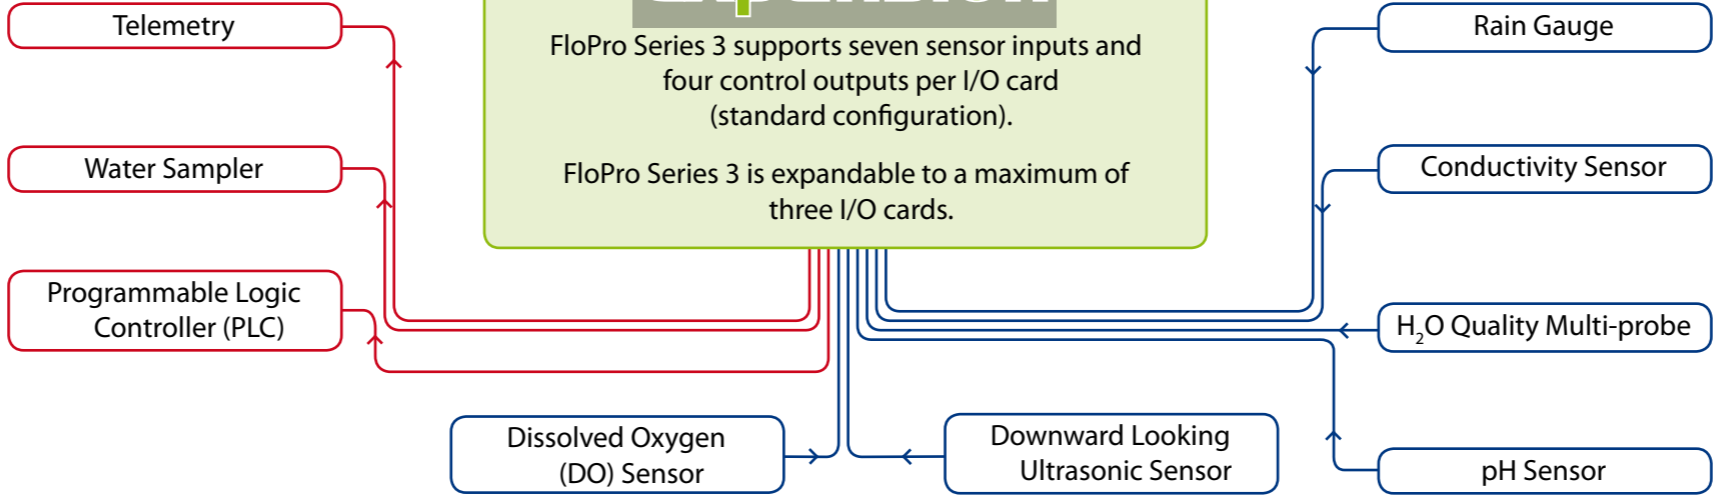 Telemetry
Water Sampler
Programmable Logic
Controller (PLC)
FloPro Series 3 supports seven sensor inputs and
four control outputs per I/O card
(standard configuration).
FloPro Series 3 is expandable to a maximum of
three I/O cards.
Rain Gauge
Conductivity Sensor
H₂O Quality Multi-probe
pH Sensor
Dissolved Oxygen
(DO) Sensor
Downward Looking
Ultrasonic Sensor